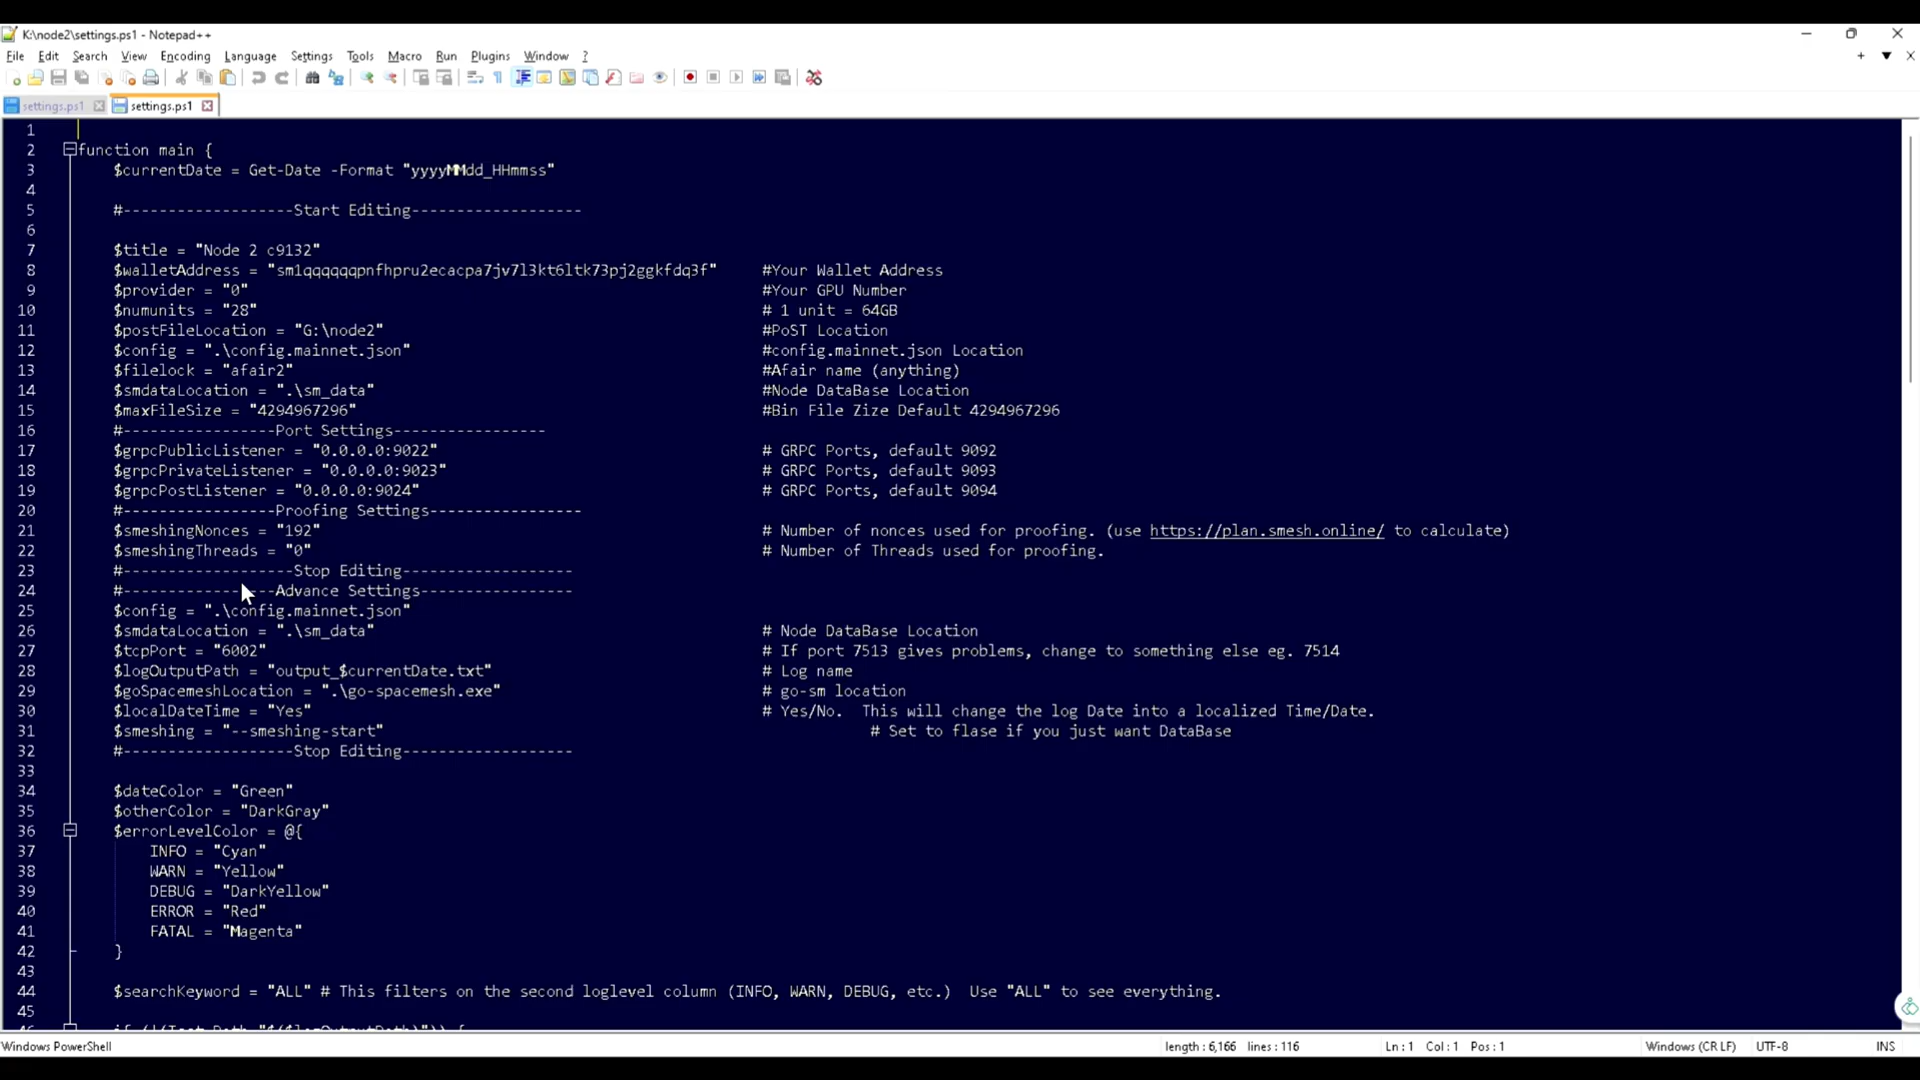 K:\node2\settings.ps1 - Notepad++
File Edit Search View Encoding Language Settings Tools Macro Run Plugins Window ?
settings.ps1 settings.ps1
1
2 function main {
3 $currentDate = Get-Date -Format "yyyyMMdd_HHmmss"
4
5 #-------------------Start Editing-------------------
6
7 $title = "Node 2 c9132"
8 $walletAddress = "sm1qqqqqqpnfhpru2ecacpa7jv7l3kt6ltk73pj2ggkfdq3f" #Your Wallet Address
9 $provider = "0" #Your GPU Number
10 $numunits = "28" # 1 unit = 64GB
11 $postFileLocation = "G:\node2" #PoST Location
12 $config = ".\config.mainnet.json" #config.mainnet.json Location
13 $filelock = "afair2" #Afair name (anything)
14 $smdataLocation = ".\sm_data" #Node DataBase Location
15 $maxFileSize = "4294967296" #Bin File Zize Default 4294967296
16 #-----------------Port Settings-----------------
17 $grpcPublicListener = "0.0.0.0:9022" # GRPC Ports, default 9092
18 $grpcPrivateListener = "0.0.0.0:9023" # GRPC Ports, default 9093
19 $grpcPostListener = "0.0.0.0:9024" # GRPC Ports, default 9094
20 #-----------------Proofing Settings-----------------
21 $smeshingNonces = "192" # Number of nonces used for proofing. (use https://plan.smesh.online/ to calculate)
22 $smeshingThreads = "0" # Number of Threads used for proofing.
23 #-------------------Stop Editing-------------------
24 #-----------------Advance Settings-----------------
25 $config = ".\config.mainnet.json"
26 $smdataLocation = ".\sm_data" # Node DataBase Location
27 $tcpPort = "6002" # If port 7513 gives problems, change to something else eg. 7514
28 $logOutputPath = "output_$currentDate.txt" # Log name
29 $goSpacemeshLocation = ".\go-spacemesh.exe" # go-sm location
30 $localDateTime = "Yes" # Yes/No. This will change the log Date into a localized Time/Date.
31 $smeshing = "--smeshing-start" # Set to flase if you just want DataBase
32 #-------------------Stop Editing-------------------
33
34 $dateColor = "Green"
35 $otherColor = "DarkGray"
36 $errorLevelColor = @{
37 INFO = "Cyan"
38 WARN = "Yellow"
39 DEBUG = "DarkYellow"
40 ERROR = "Red"
41 FATAL = "Magenta"
42 }
43
44 $searchKeyword = "ALL" # This filters on the second loglevel column (INFO, WARN, DEBUG, etc.) Use "ALL" to see everything.
45
Windows PowerShell length : 6,166 lines : 116 Ln : 1 Col : 1 Pos : 1 Windows (CR LF) UTF-8 INS